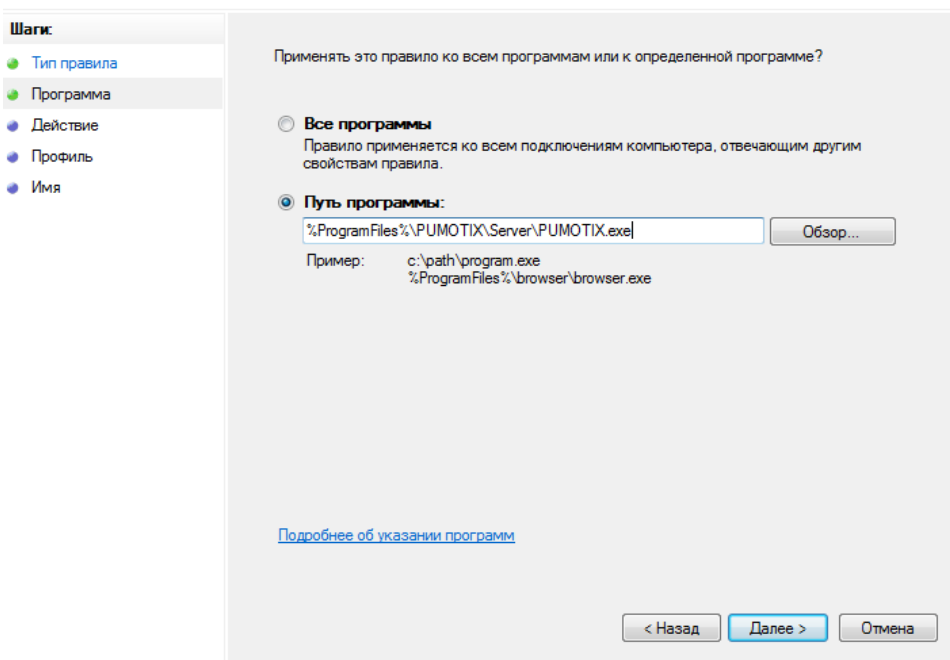 Шаги:
Тип правила
Программа
Действие
Профиль
Имя
Применять это правило ко всем программам или к определенной программе?
Все программы
Правило применяется ко всем подключениям компьютера, отвечающим другим
свойствам правила.
Путь программы:
%ProgramFiles%\PUMOTIX\Server\PUMOTIX.exe
Обзор...
Пример:
c:\path\program.exe
%ProgramFiles%\browser\browser.exe
Подробнее об указании программ
< Назад
Далее >
Отмена